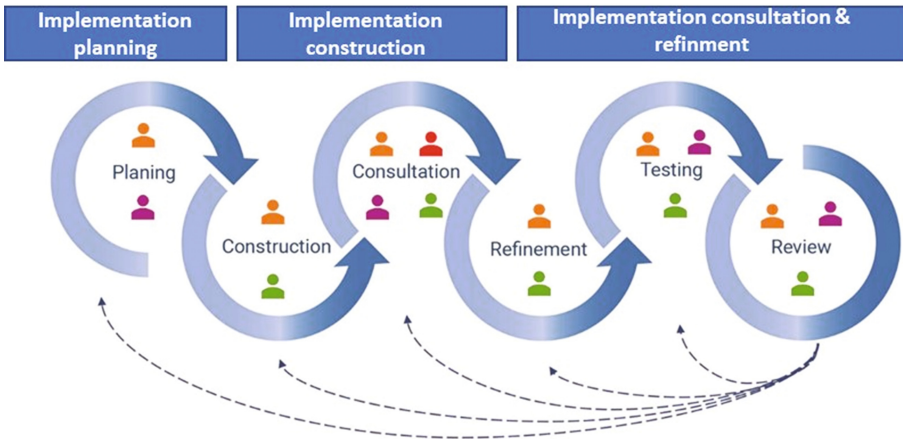 Implementation
planning
Implementation
construction
Implementation consultation &
refinment
Planing
Construction
Consultation
Refinement
Testing
Review